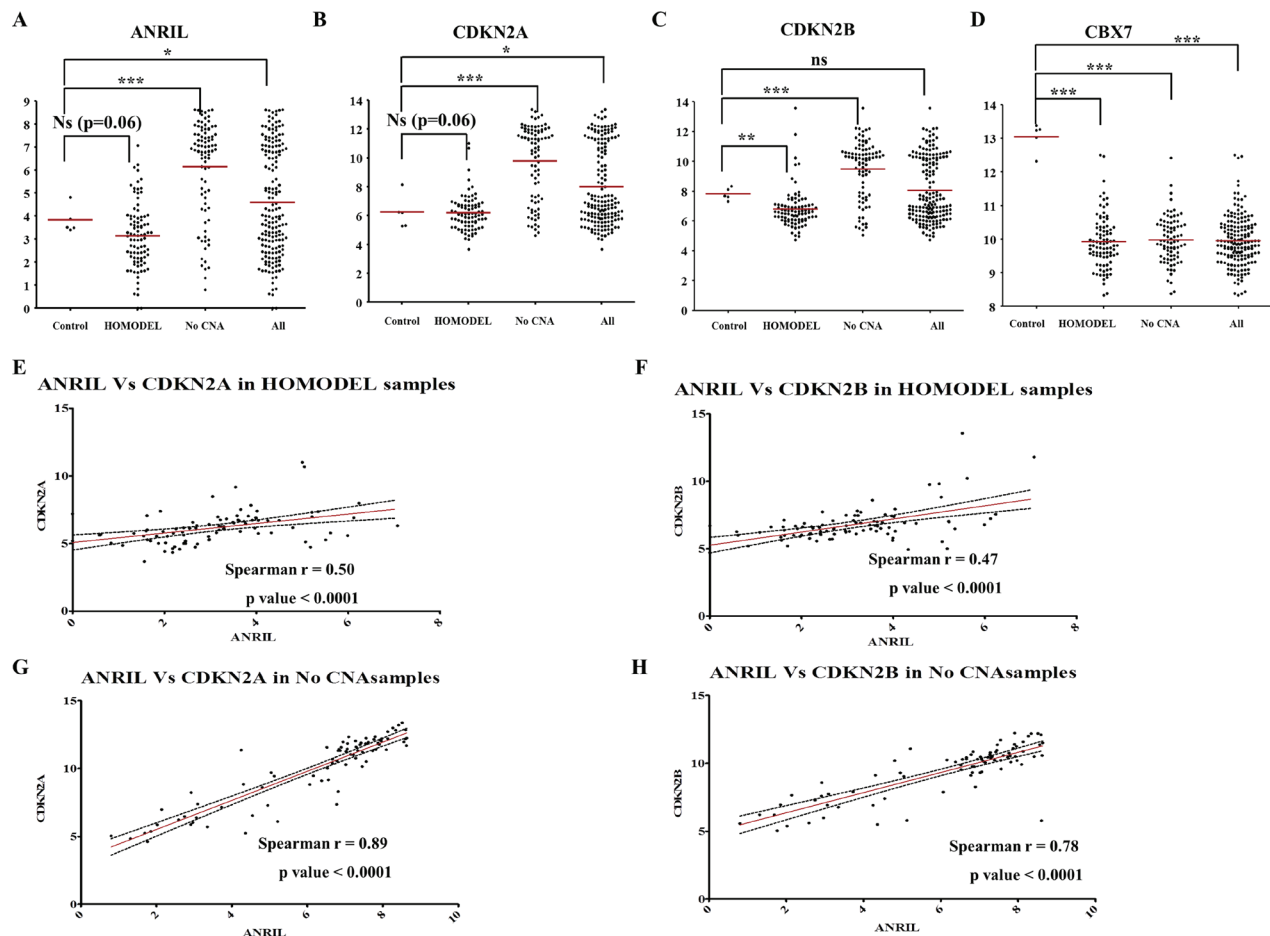 A
ANRIL
*
***
Ns (p=0.06)
9
8
7
6
5
4
3
2
1
0
Control HOMODEL No CNA All
B
CDKN2A
*
***
Ns (p=0.06)
14
12
10
8
6
4
2
0
Control HOMODEL No CNA All
C
CDKN2B
ns
***
**
14
12
10
8
6
4
2
0
Control HOMODEL No CNA All
D
CBX7
***
***
***
14
13
12
11
10
9
8
Control HOMODEL No CNA All
E
ANRIL Vs CDKN2A in HOMODEL samples
15
10
5
0
CDKN2A
Spearman r = 0.50
p value < 0.0001
0 2 4 6 8
ANRIL
F
ANRIL Vs CDKN2B in HOMODEL samples
15
10
5
0
CDKN2B
Spearman r = 0.47
p value < 0.0001
0 2 4 6 8
ANRIL
G
ANRIL Vs CDKN2A in No CNAsamples
15
10
5
0
CDKN2A
Spearman r = 0.89
p value < 0.0001
0 2 4 6 8 10
ANRIL
H
ANRIL Vs CDKN2B in No CNAsamples
15
10
5
0
CDKN2B
Spearman r = 0.78
p value < 0.0001
0 2 4 6 8 10
ANRIL